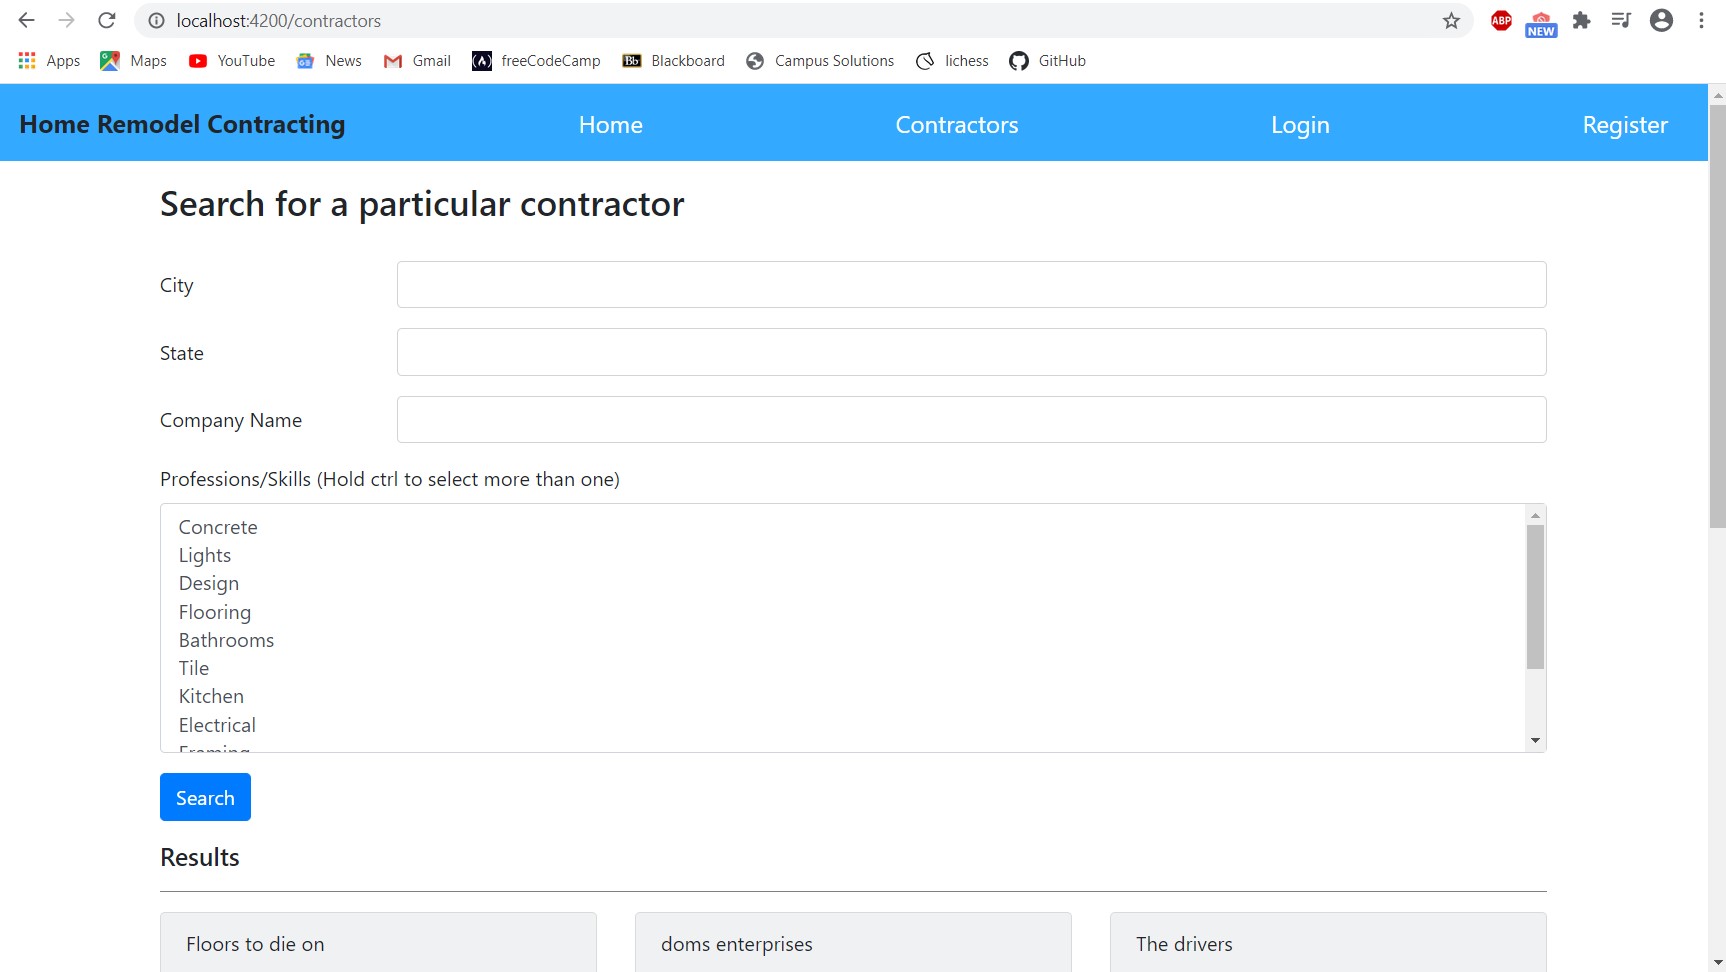 localhost:4200/contractors
ABP
NEW
Apps Maps YouTube News Gmail freeCodeCamp Bb Blackboard Campus Solutions lichess GitHub
Home Remodel Contracting Home Contractors Login Register
Search for a particular contractor
City
State
Company Name
Professions/Skills (Hold ctrl to select more than one)
Concrete
Lights
Design
Flooring
Bathrooms
Tile
Kitchen
Electrical
Framing
Search
Results
Floors to die on doms enterprises The drivers